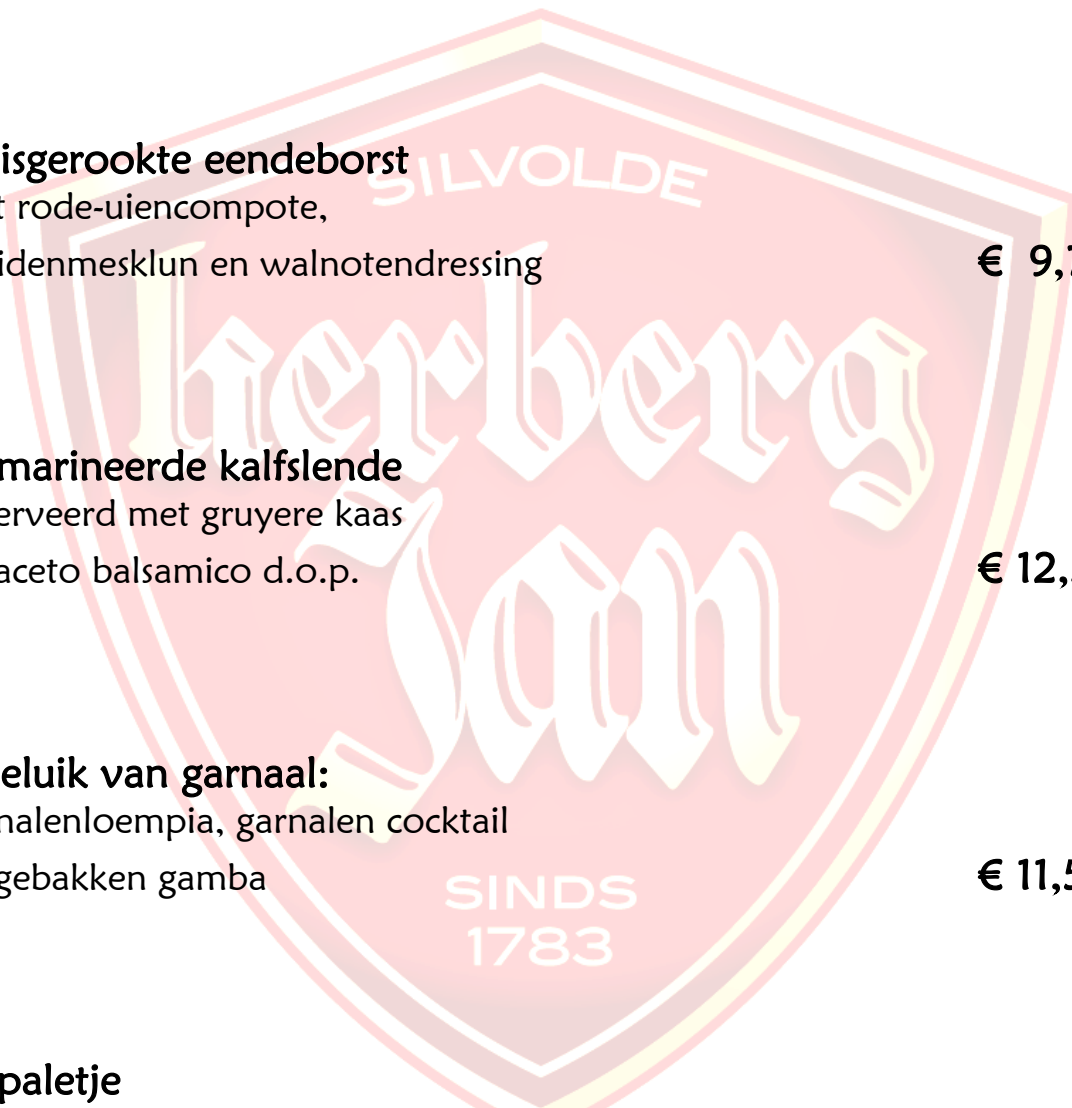 isgerookte eendeborst
SILVOLDE
t rode-uiencompote,
idenmesklun en walnotendressing € 9,7
herberg
marineerde kalfslende
erveerd met gruyere kaas
aceto balsamico d.o.p. € 12,
Jan
eluik van garnaal:
nalenloempia, garnalen cocktail
gebakken gamba € 11,5
SINDS
1783
paletje